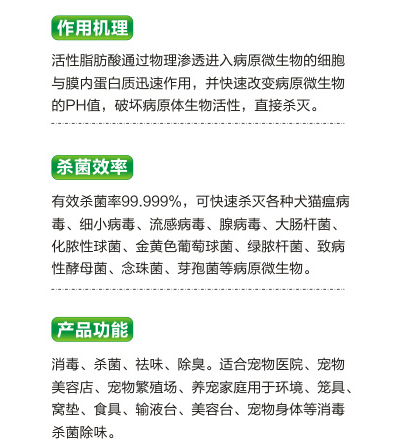 作用机理
活性脂肪酸通过物理渗透进入病原微生物的细胞
与膜内蛋白质迅速作用，并快速改变病原微生物
的PH值，破坏病原体生物活性，直接杀灭。
杀菌效率
有效杀菌率99.999%，可快速杀灭各种犬猫瘟病
毒、细小病毒、流感病毒、腺病毒、大肠杆菌、
化脓性球菌、金黄色葡萄球菌、绿脓杆菌、致病
性酵母菌、念珠菌、芽孢菌等病原微生物。
产品功能
消毒、杀菌、祛味、除臭。适合宠物医院、宠物
美容店、宠物繁殖场、养宠家庭用于环境、笼具、
窝垫、食具、输液台、美容台、宠物身体等消毒
杀菌除味。